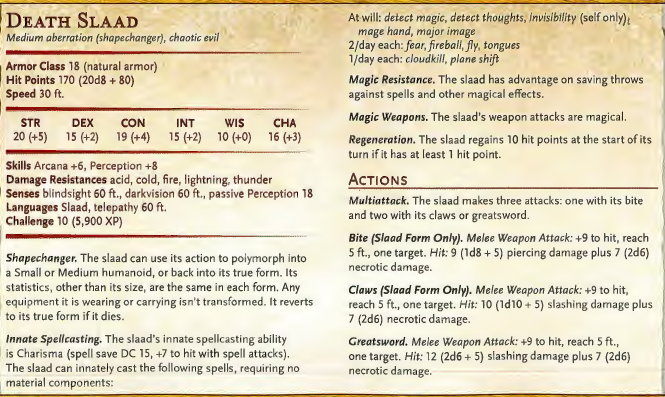 DEATH SLAAD
Medium aberration (shapechanger), chaotic evil
Armor Class 18 (natural armor)
Hit Points 170 (20d8 + 80)
Speed 30 ft.
STR DEX CON INT WIS CHA
20 (+5) 15 (+2) 19 (+4) 15 (+2) 10 (+0) 16 (+3)
Skills Arcana +6, Perception +8
Damage Resistances acid, cold, fire, lightning, thunder
Senses blindsight 60 ft., darkvision 60 ft., passive Perception 18
Languages Slaad, telepathy 60 ft.
Challenge 10 (5,900 XP)
Shapechanger. The slaad can use its action to polymorph into
a Small or Medium humanoid, or back into its true form. Its
statistics, other than its size, are the same in each form. Any
equipment it is wearing or carrying isn't transformed. It reverts
to its true form if it dies.
Innate Spellcasting. The slaad's innate spellcasting ability
is Charisma (spell save DC 15, +7 to hit with spell attacks).
The slaad can innately cast the following spells, requiring no
material components:
At will: detect magic, detect thoughts, invisibility (self only),
mage hand, major image
2/day each: fear, fireball, fly, tongues
1/day each: cloudkill, plane shift
Magic Resistance. The slaad has advantage on saving throws
against spells and other magical effects.
Magic Weapons. The slaad's weapon attacks are magical.
Regeneration. The slaad regains 10 hit points at the start of its
turn if it has at least 1 hit point.
ACTIONS
Multiattack. The slaad makes three attacks: one with its bite
and two with its claws or greatsword.
Bite (Slaad Form Only). Melee Weapon Attack: +9 to hit, reach
5 ft., one target. Hit: 9 (1d8 + 5) piercing damage plus 7 (2d6)
necrotic damage.
Claws (Slaad Form Only). Melee Weapon Attack: +9 to hit,
reach 5 ft., one target. Hit: 10 (1d10 + 5) slashing damage plus
7 (2d6) necrotic damage.
Greatsword. Melee Weapon Attack: +9 to hit, reach 5 ft.,
one target. Hit: 12 (2d6 + 5) slashing damage plus 7 (2d6)
necrotic damage.